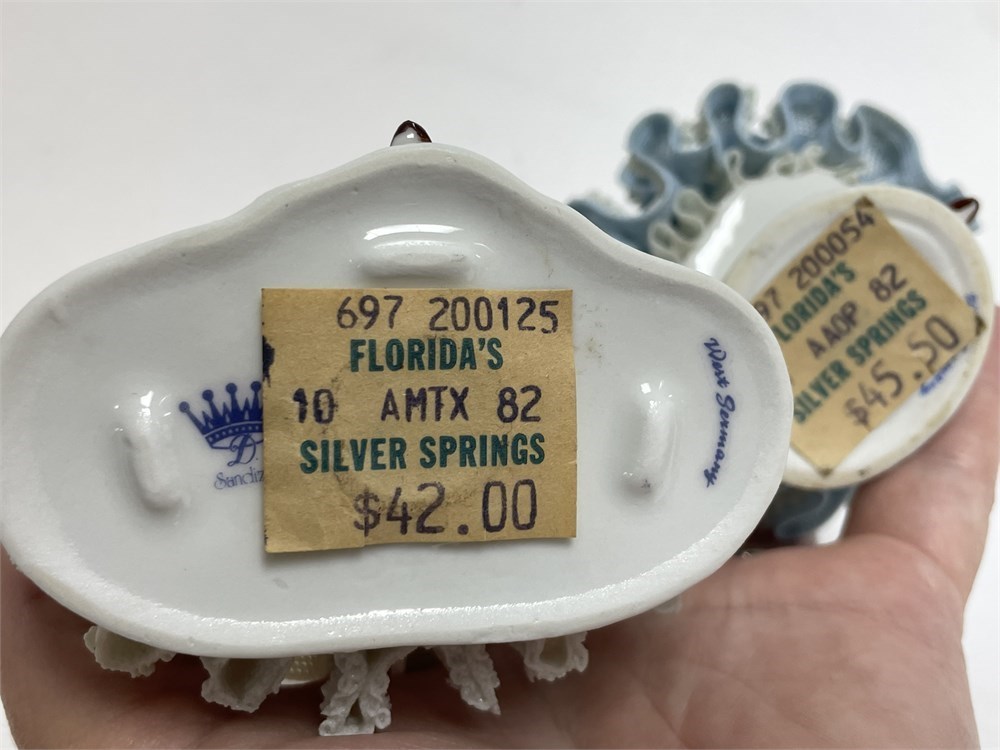 697 200125
FLORIDA'S
10 AMTX 82
SILVER SPRINGS
$42.00
D.
West Germany
97 200054
FLORIDA'S
AAOP 82
SILVER SPRINGS
$45.50